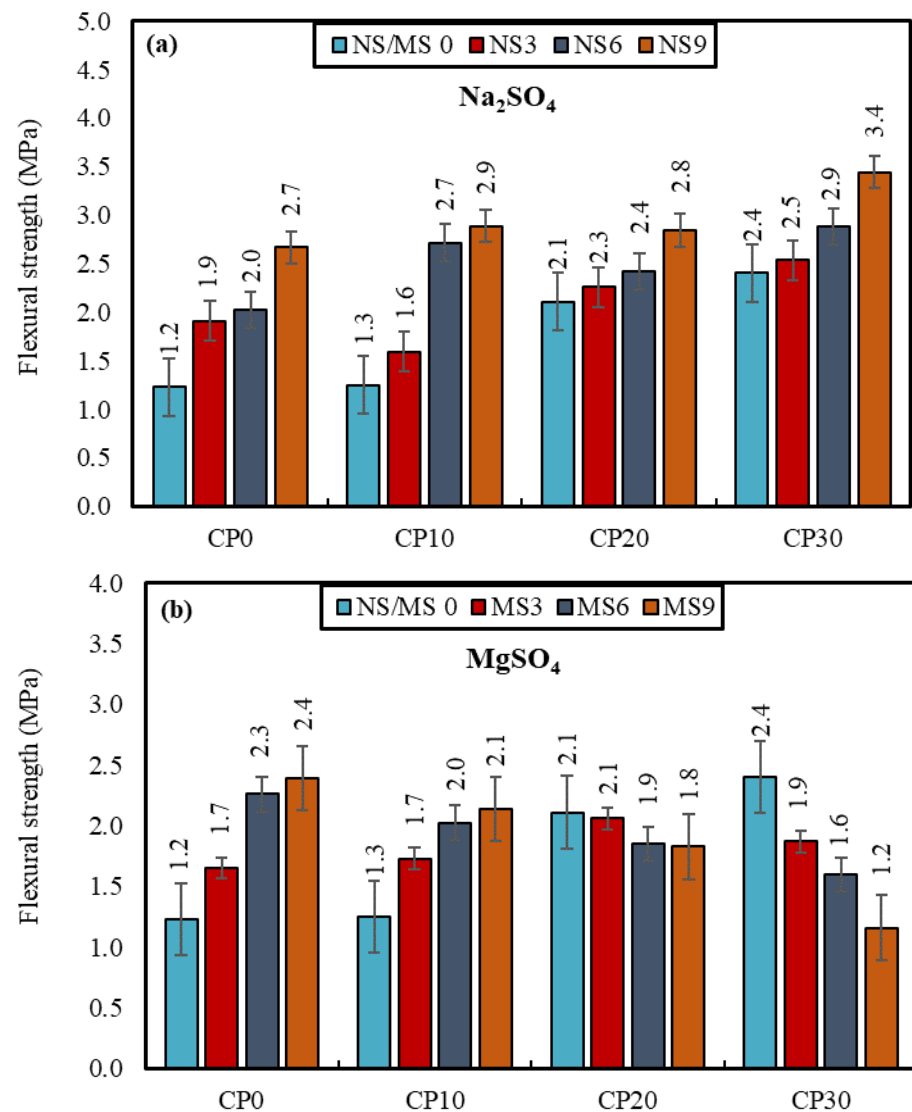 (a)
NS/MS 0 NS3 NS6 NS9
Na₂SO₄
Flexural strength (MPa)
5.0
4.5
4.0
3.5
3.0
2.5
2.0
1.5
1.0
0.5
0.0
1.2 1.9 2.0 2.7
1.3 1.6 2.7 2.9
2.1 2.3 2.4 2.8
2.4 2.5 2.9 3.4
CP0 CP10 CP20 CP30
(b)
NS/MS 0 MS3 MS6 MS9
MgSO₄
Flexural strength (MPa)
4.0
3.5
3.0
2.5
2.0
1.5
1.0
0.5
0.0
1.2 1.7 2.3 2.4
1.3 1.7 2.0 2.1
2.1 2.1 1.9 1.8
2.4 1.9 1.6 1.2
CP0 CP10 CP20 CP30